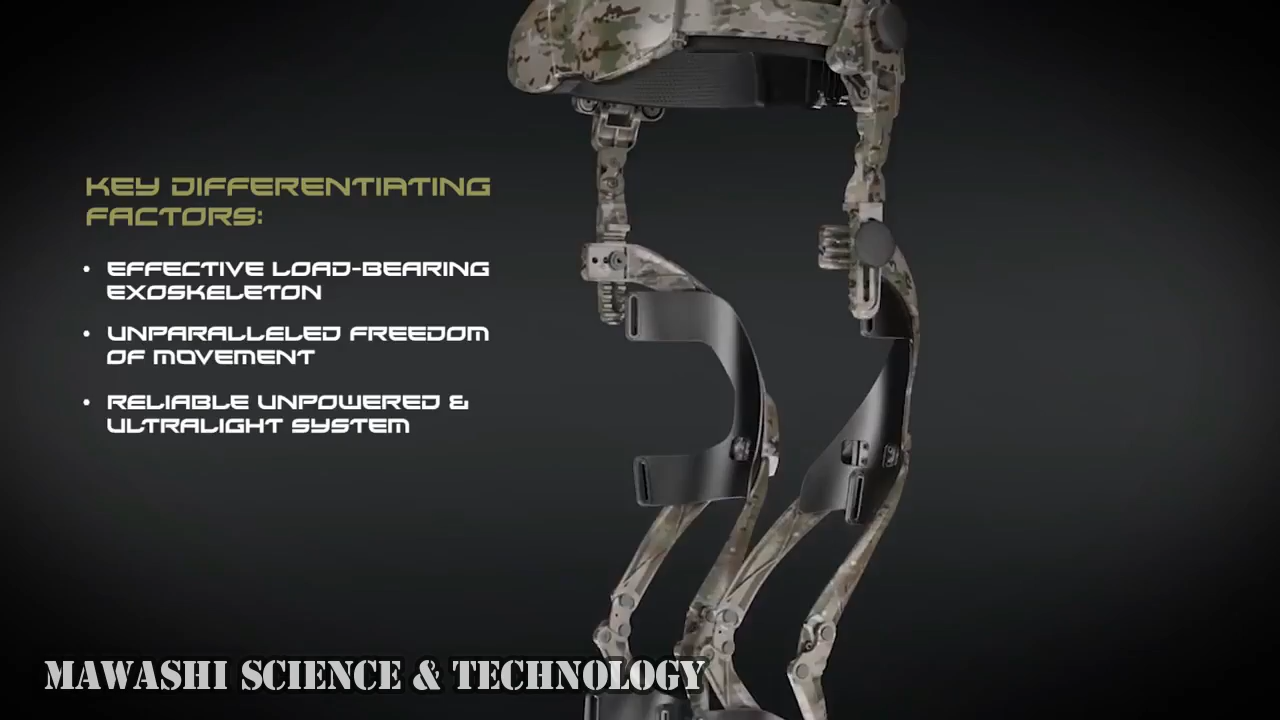 KEY DIFFERENTIATING
FACTORS:
• EFFECTIVE LOAD-BEARING
EXOSKELETON
• UNPARALLELED FREEDOM
OF MOVEMENT
• RELIABLE UNPOWERED &
ULTRALIGHT SYSTEM
MAWASHI SCIENCE & TECHNOLOGY